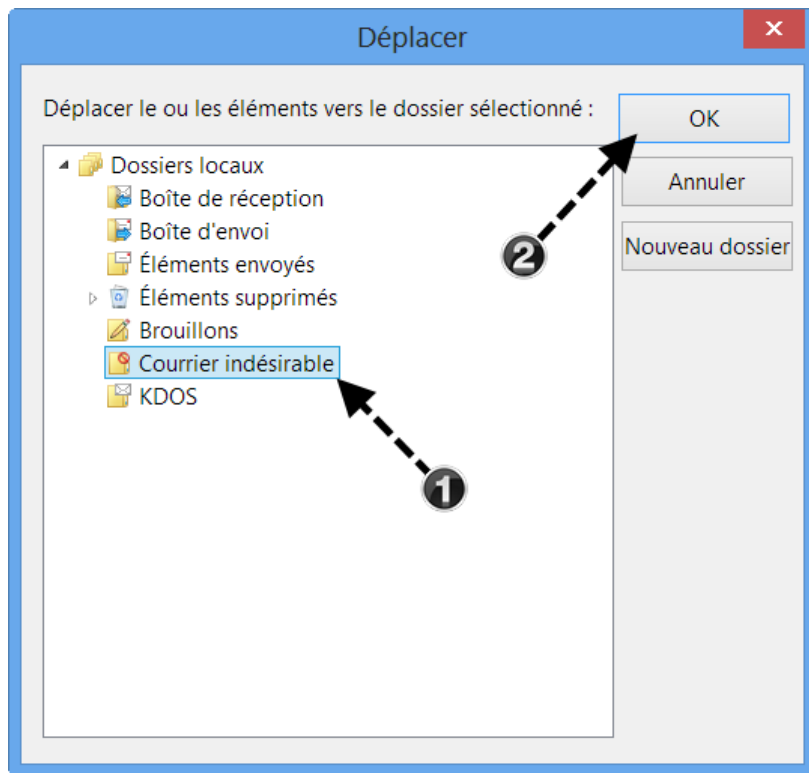 Déplacer
Déplacer le ou les éléments vers le dossier sélectionné :
OK
Annuler
Nouveau dossier
Dossiers locaux
Boîte de réception
Boîte d'envoi
Éléments envoyés
Éléments supprimés
Brouillons
Courrier indésirable
KDOS
2
1